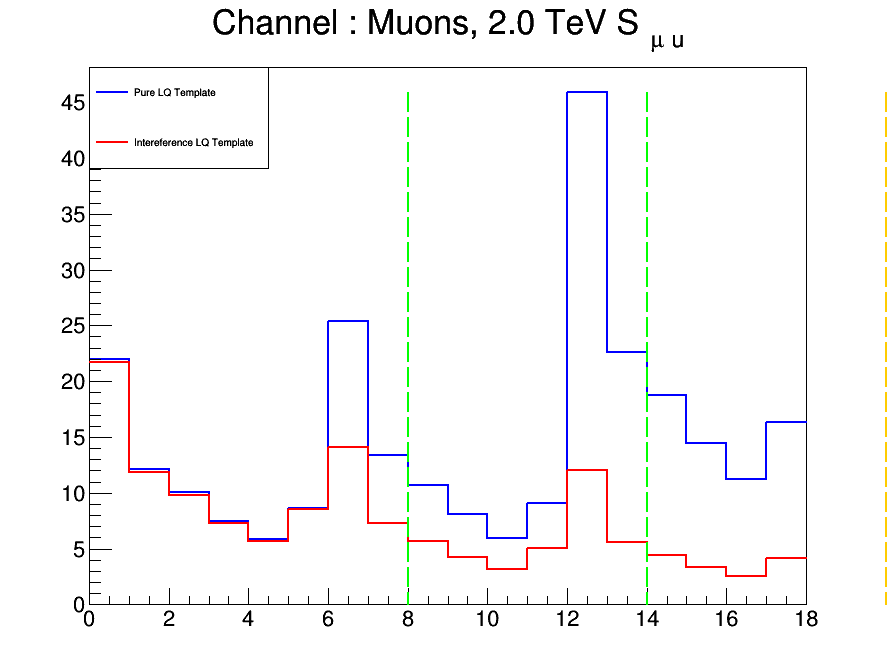 Channel : Muons, 2.0 TeV S μ u
Pure LQ Template
Intereference LQ Template
45
40
35
30
25
20
15
10
5
0
0 2 4 6 8 10 12 14 16 18